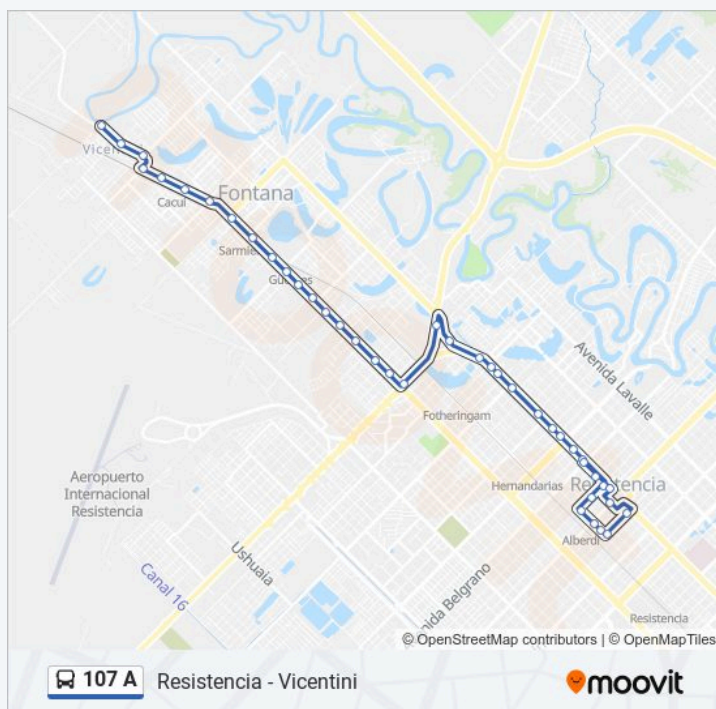 Vicen
Fontana
Cacuí
Sarmie
Güemes
Avenida Lavalle
Fotheringam
Aeropuerto
Internacional
Resistencia
Hernandarias
Resistencia
Alberdi
Ushuaia
Canal 16
Avenida Belgrano
Resistencia
© OpenStreetMap contributors | © OpenMapTiles
107 A Resistencia - Vicentini
moovit